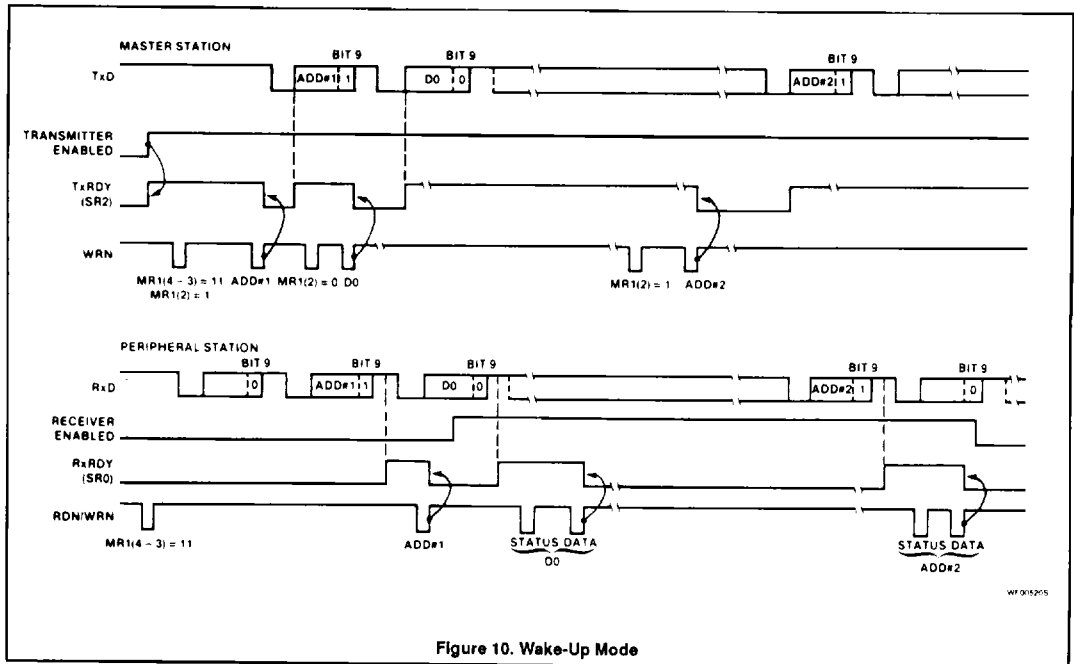 MASTER STATION
BIT 9 BIT 9 BIT 9
TxD ADD#1 1 D0 0 ADD#2 1
TRANSMITTER
ENABLED
TxRDY
(SR2)
WRN
MR1(4 - 3) = 11 ADD#1 MR1(2) = 0 D0 MR1(2) = 1 ADD#2
MR1(2) = 1
PERIPHERAL STATION
BIT 9 BIT 9 BIT 9 BIT 9 BIT 9
RxD 0 ADD#1 1 D0 0 ADD#2 1 0
RECEIVER
ENABLED
RxRDY
(SR0)
RDN/WRN
MR1(4 - 3) = 11 ADD#1 STATUS DATA STATUS DATA
D0 ADD#2
WF00520S
Figure 10. Wake-Up Mode